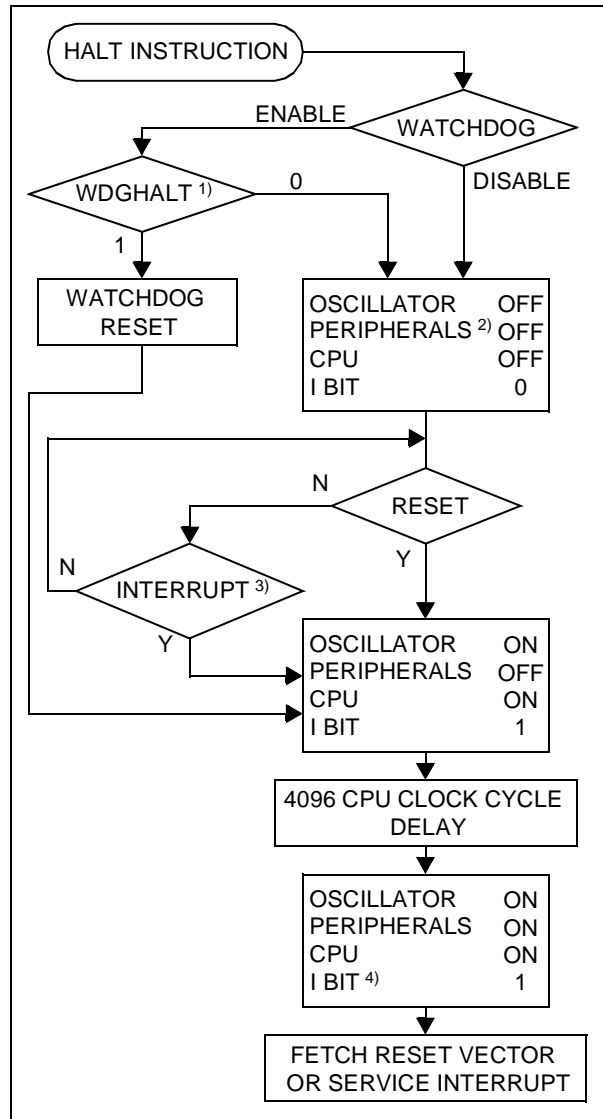 HALT INSTRUCTION
ENABLE
WATCHDOG
WDGHALT 1)
0
DISABLE
1
WATCHDOG
RESET
OSCILLATOR OFF
PERIPHERALS 2) OFF
CPU OFF
I BIT 0
N
RESET
N
INTERRUPT 3)
Y
Y
OSCILLATOR ON
PERIPHERALS OFF
CPU ON
I BIT 1
4096 CPU CLOCK CYCLE
DELAY
OSCILLATOR ON
PERIPHERALS ON
CPU ON
I BIT 4) 1
FETCH RESET VECTOR
OR SERVICE INTERRUPT